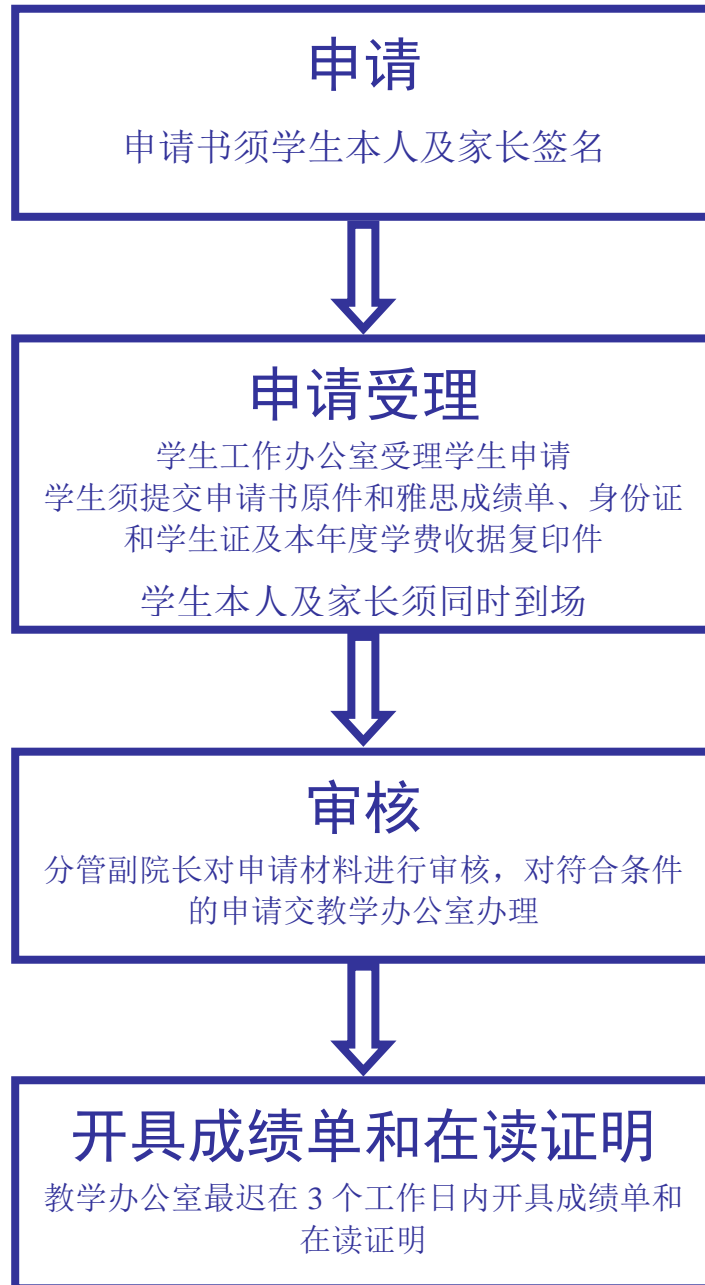 申请
申请书须学生本人及家长签名
申请受理
学生工作办公室受理学生申请
学生须提交申请书原件和雅思成绩单、身份证
和学生证及本年度学费收据复印件
学生本人及家长须同时到场
审核
分管副院长对申请材料进行审核，对符合条件
的申请交教学办公室办理
开具成绩单和在读证明
教学办公室最迟在 3 个工作日内开具成绩单和
在读证明